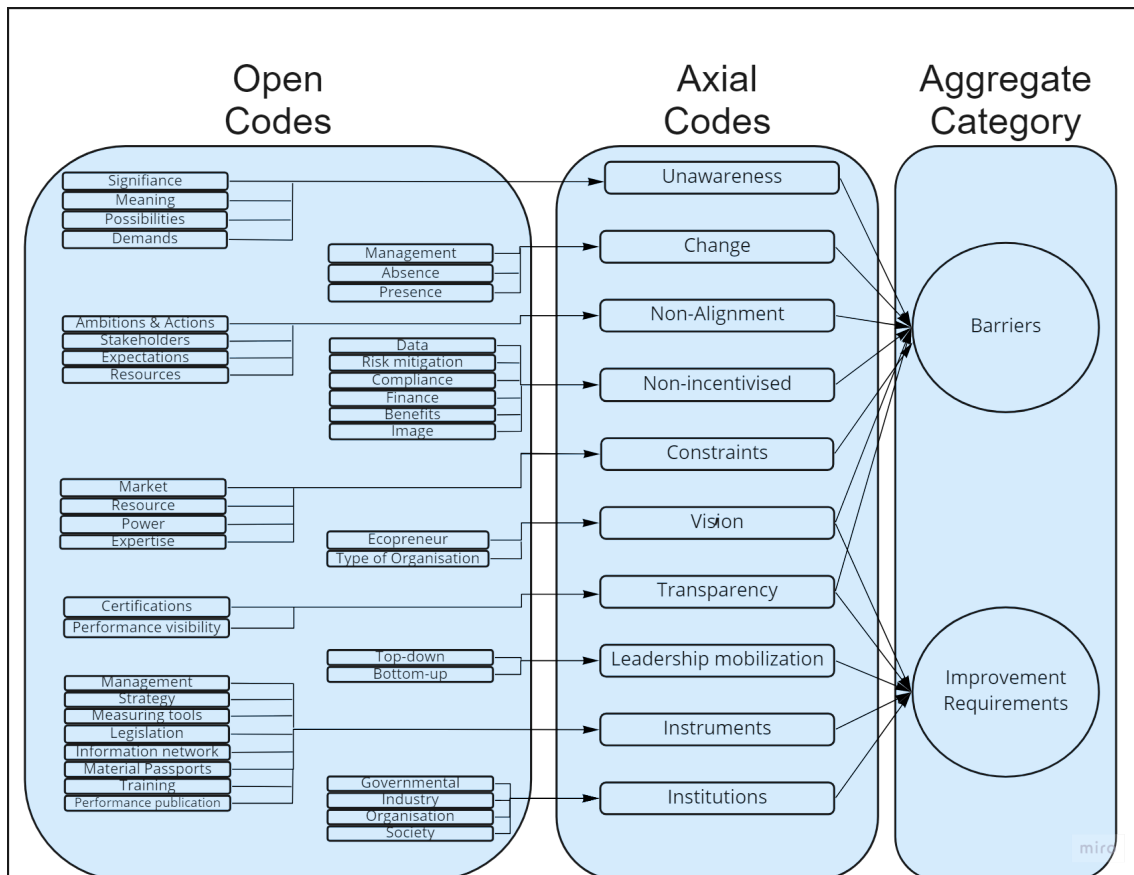 Open
Codes
Axial
Codes
Aggregate
Category
Signifiance
Meaning
Possibilities
Demands
Management
Absence
Presence
Ambitions & Actions
Stakeholders
Expectations
Resources
Data
Risk mitigation
Compliance
Finance
Benefits
Image
Market
Resource
Power
Expertise
Ecopreneur
Type of Organisation
Certifications
Performance visibility
Top-down
Bottom-up
Management
Strategy
Measuring tools
Legislation
Information network
Material Passports
Training
Performance publication
Governmental
Industry
Organisation
Society
Unawareness
Change
Non-Alignment
Non-incentivised
Constraints
Vision
Transparency
Leadership mobilization
Instruments
Institutions
Barriers
Improvement
Requirements
miro